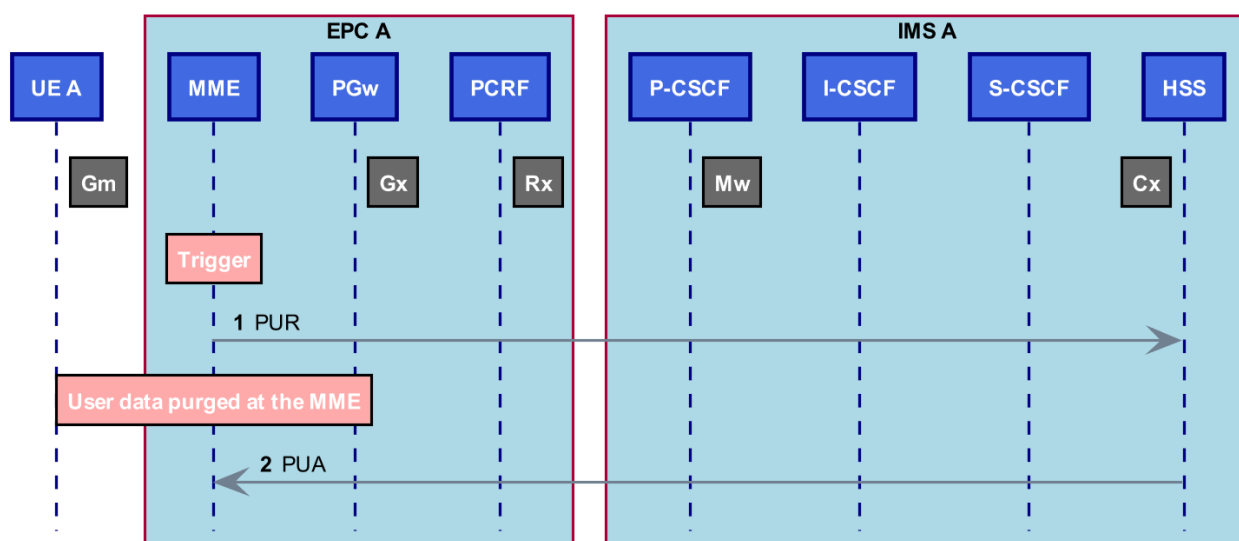 EPC A
IMS A
UE A
MME
PGw
PCRF
P-CSCF
I-CSCF
S-CSCF
HSS
Gm
Gx
Rx
Mw
Cx
Trigger
1 PUR
User data purged at the MME
2 PUA